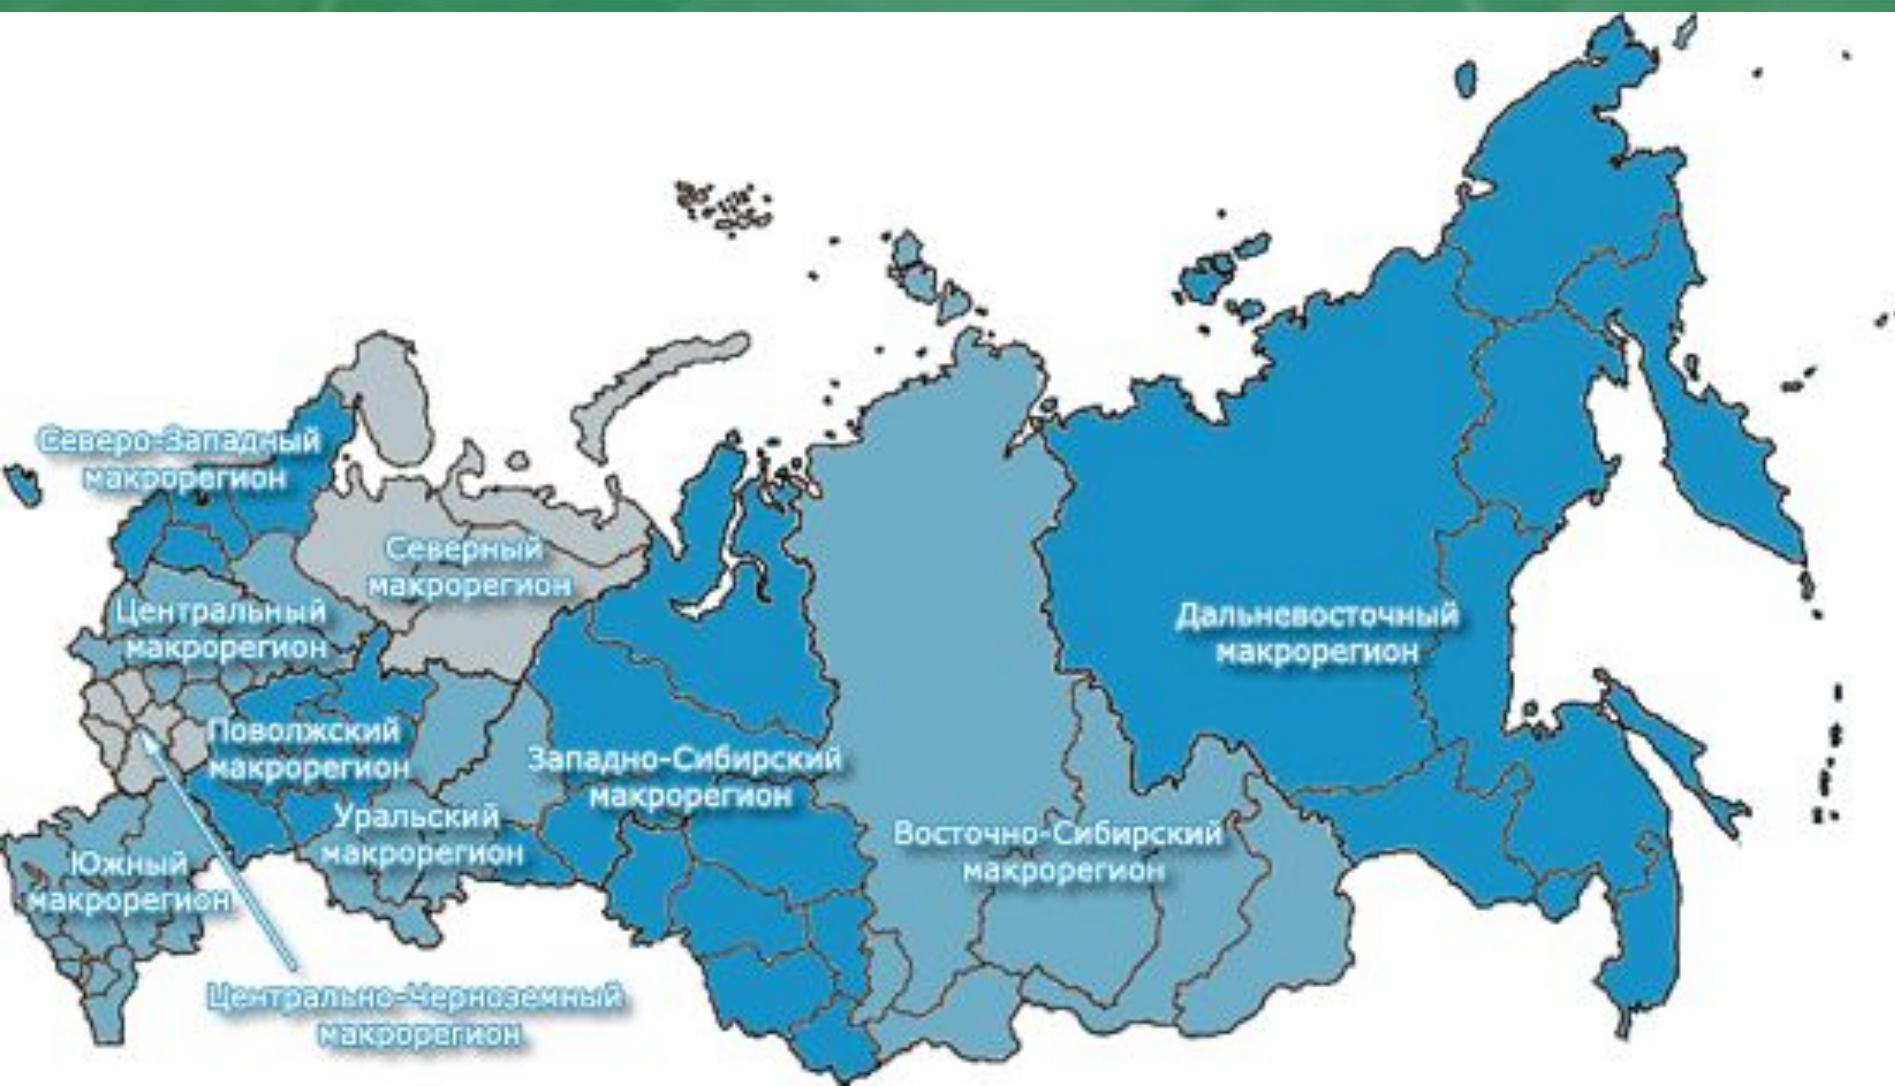 Северо-Западный
макрорегион
Северный
макрорегион
Центральный
макрорегион
Дальневосточный
макрорегион
Поволжский
макрорегион
Западно-Сибирский
макрорегион
Уральский
макрорегион
Восточно-Сибирский
макрорегион
Южный
макрорегион
Центрально-Черноземный
макрорегион